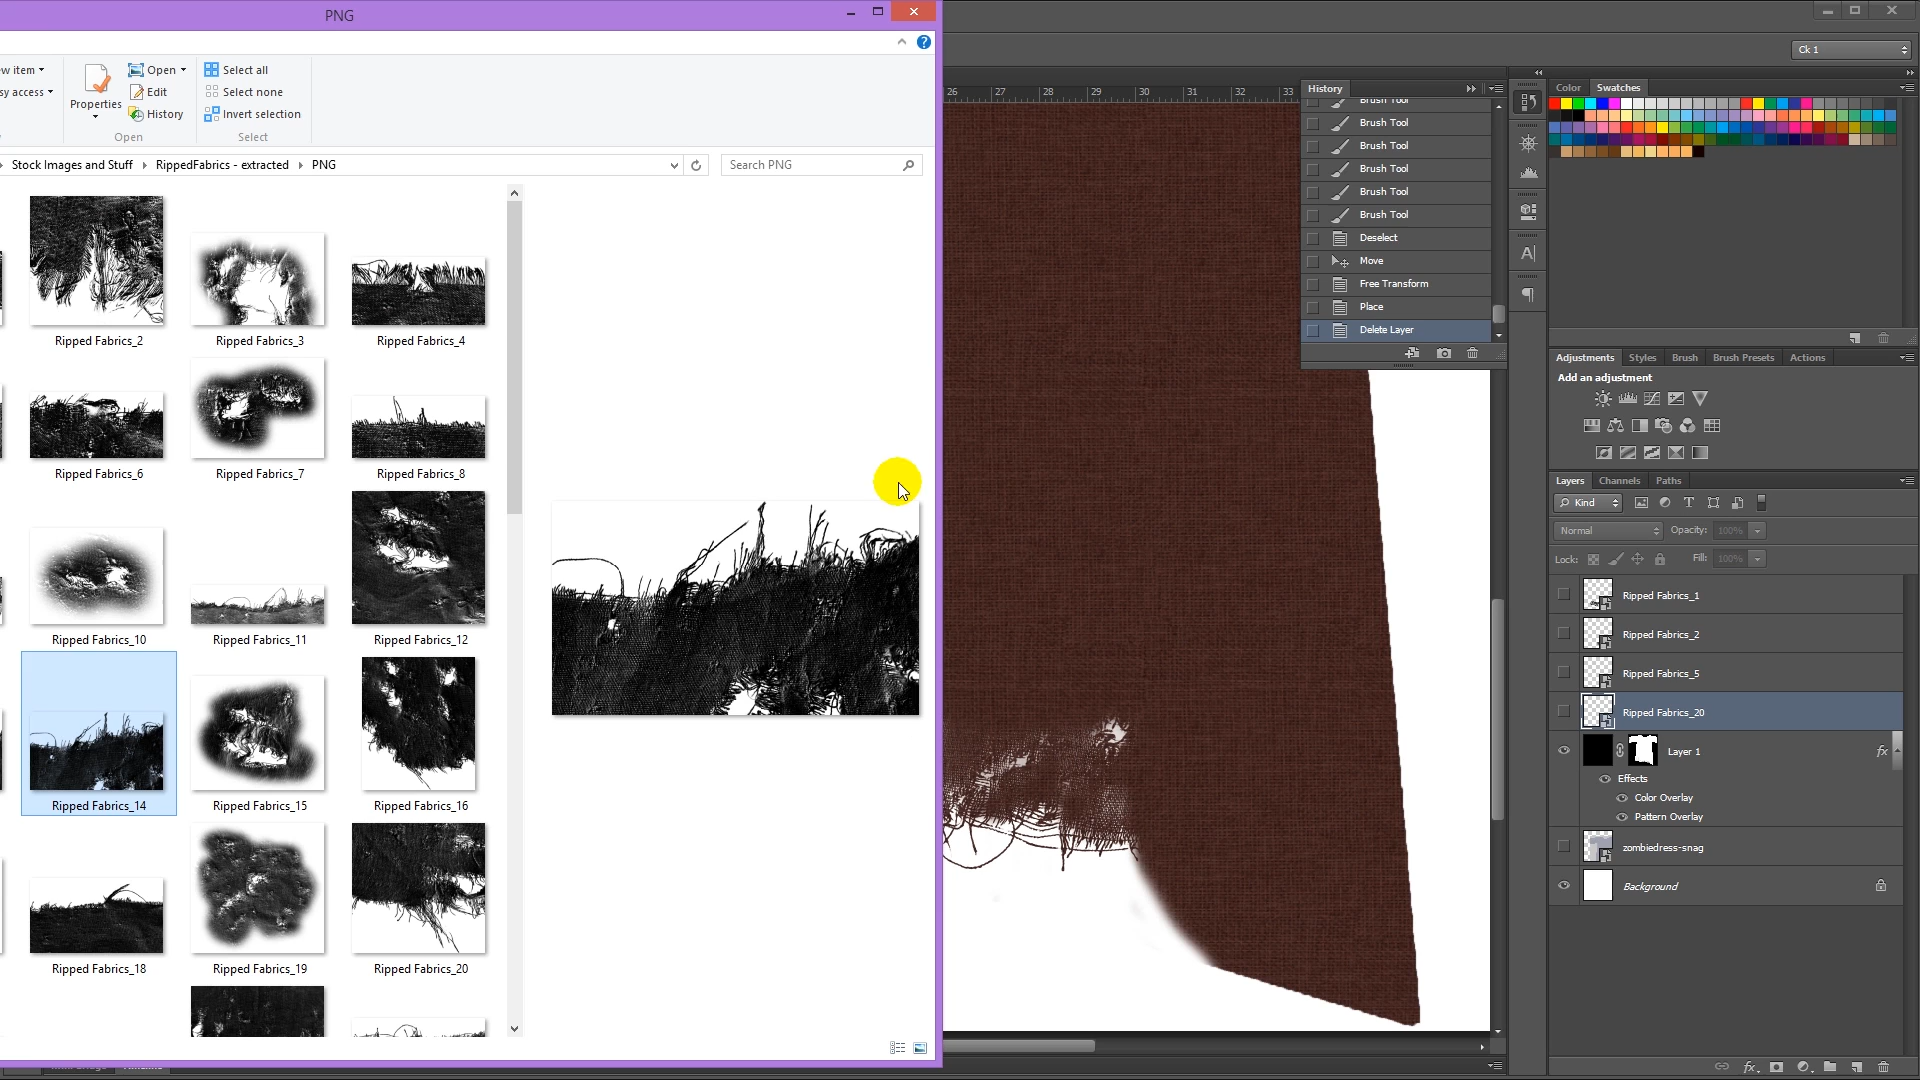 PNG
w item
Open
Select all
sy access
Edit
Select none
Properties
History
Invert selection
Open
Select
Stock Images and Stuff
RippedFabrics - extracted
PNG
Search PNG
Ripped Fabrics_2
Ripped Fabrics_3
Ripped Fabrics_4
Ripped Fabrics_6
Ripped Fabrics_7
Ripped Fabrics_8
Ripped Fabrics_10
Ripped Fabrics_11
Ripped Fabrics_12
Ripped Fabrics_14
Ripped Fabrics_15
Ripped Fabrics_16
Ripped Fabrics_18
Ripped Fabrics_19
Ripped Fabrics_20
Ck 1
26 27 28 29 30 31 32 33
History
Brush Tool
Brush Tool
Brush Tool
Brush Tool
Brush Tool
Brush Tool
Deselect
Move
Free Transform
Place
Delete Layer
Color
Swatches
Adjustments
Styles
Brush
Brush Presets
Actions
Add an adjustment
Layers
Channels
Paths
Kind
Normal
Opacity: 100%
Lock:
Fill: 100%
Ripped Fabrics_1
Ripped Fabrics_2
Ripped Fabrics_5
Ripped Fabrics_20
Layer 1
fx
Effects
Color Overlay
Pattern Overlay
zombiedress-snag
Background
fx